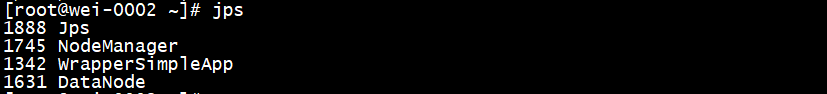 [root@wei-0002 ~]# jps
1888 Jps
1745 NodeManager
1342 WrapperSimpleApp
1631 DataNode